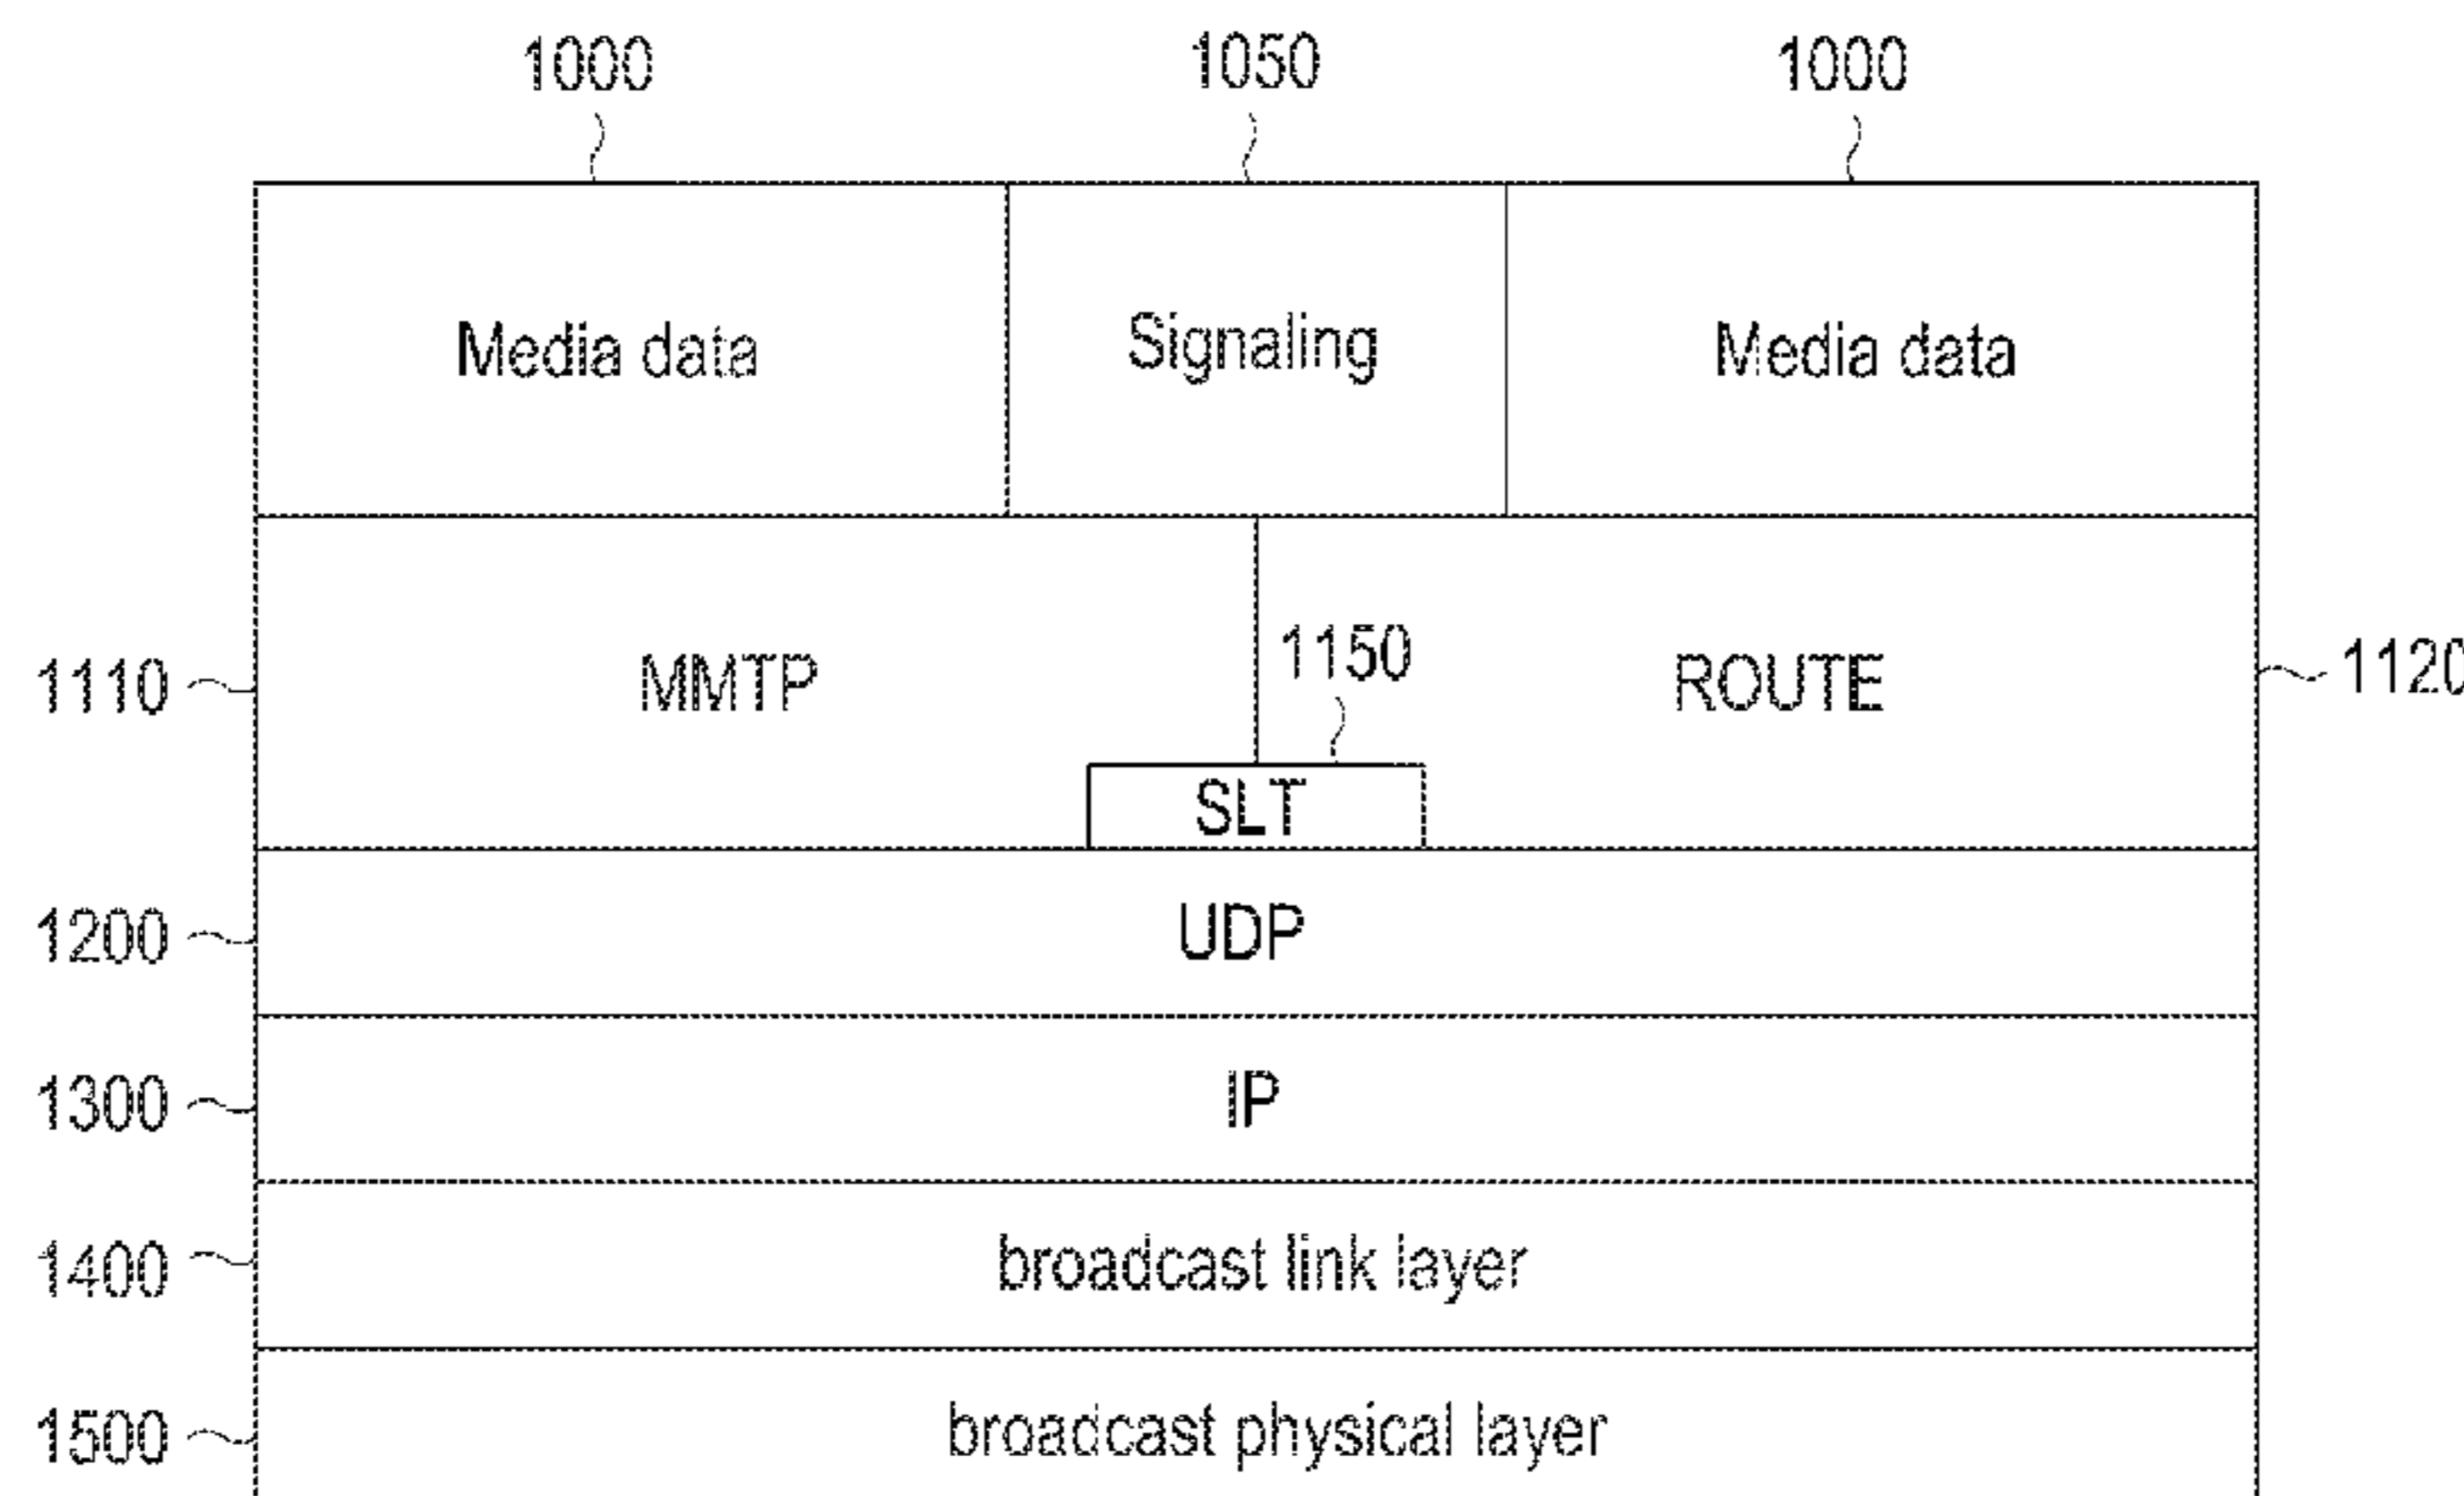 1000 1050 1000
Media data Signaling Media data
1150
1110 MMTP ROUTE 1120
SLT
1200 UDP
1300 IP
1400 broadcast link layer
1500 broadcast physical layer